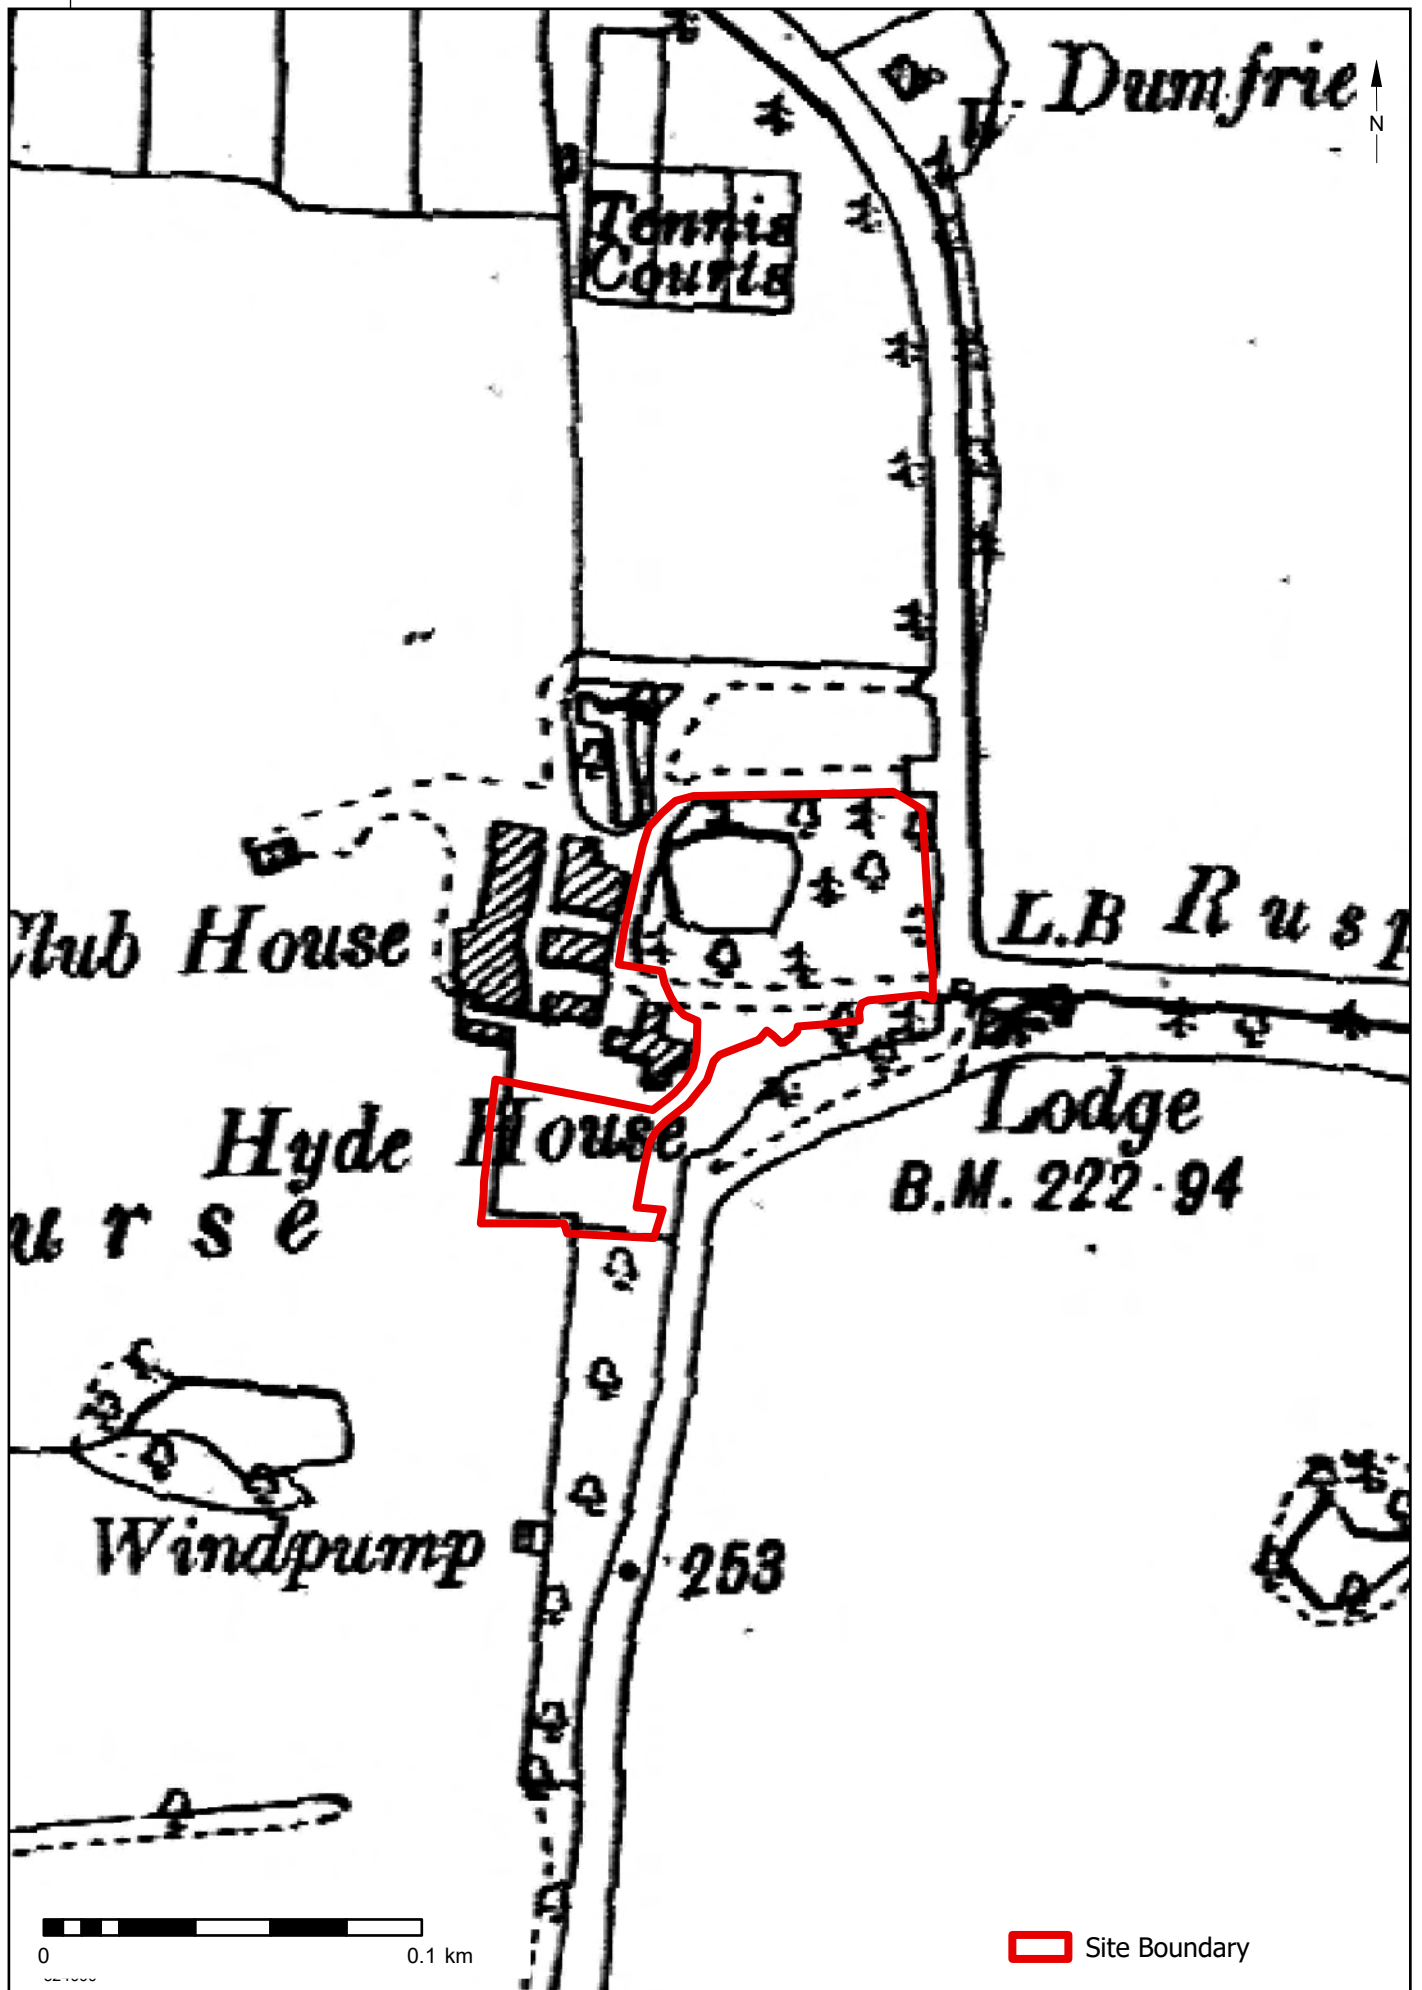 Dumfrie
N
Tennis
Courts
L.B
Rusp
Club House
Hyde House
Lodge
B.M. 222.94
urse
Windpump
253
0
0.1 km
Site Boundary